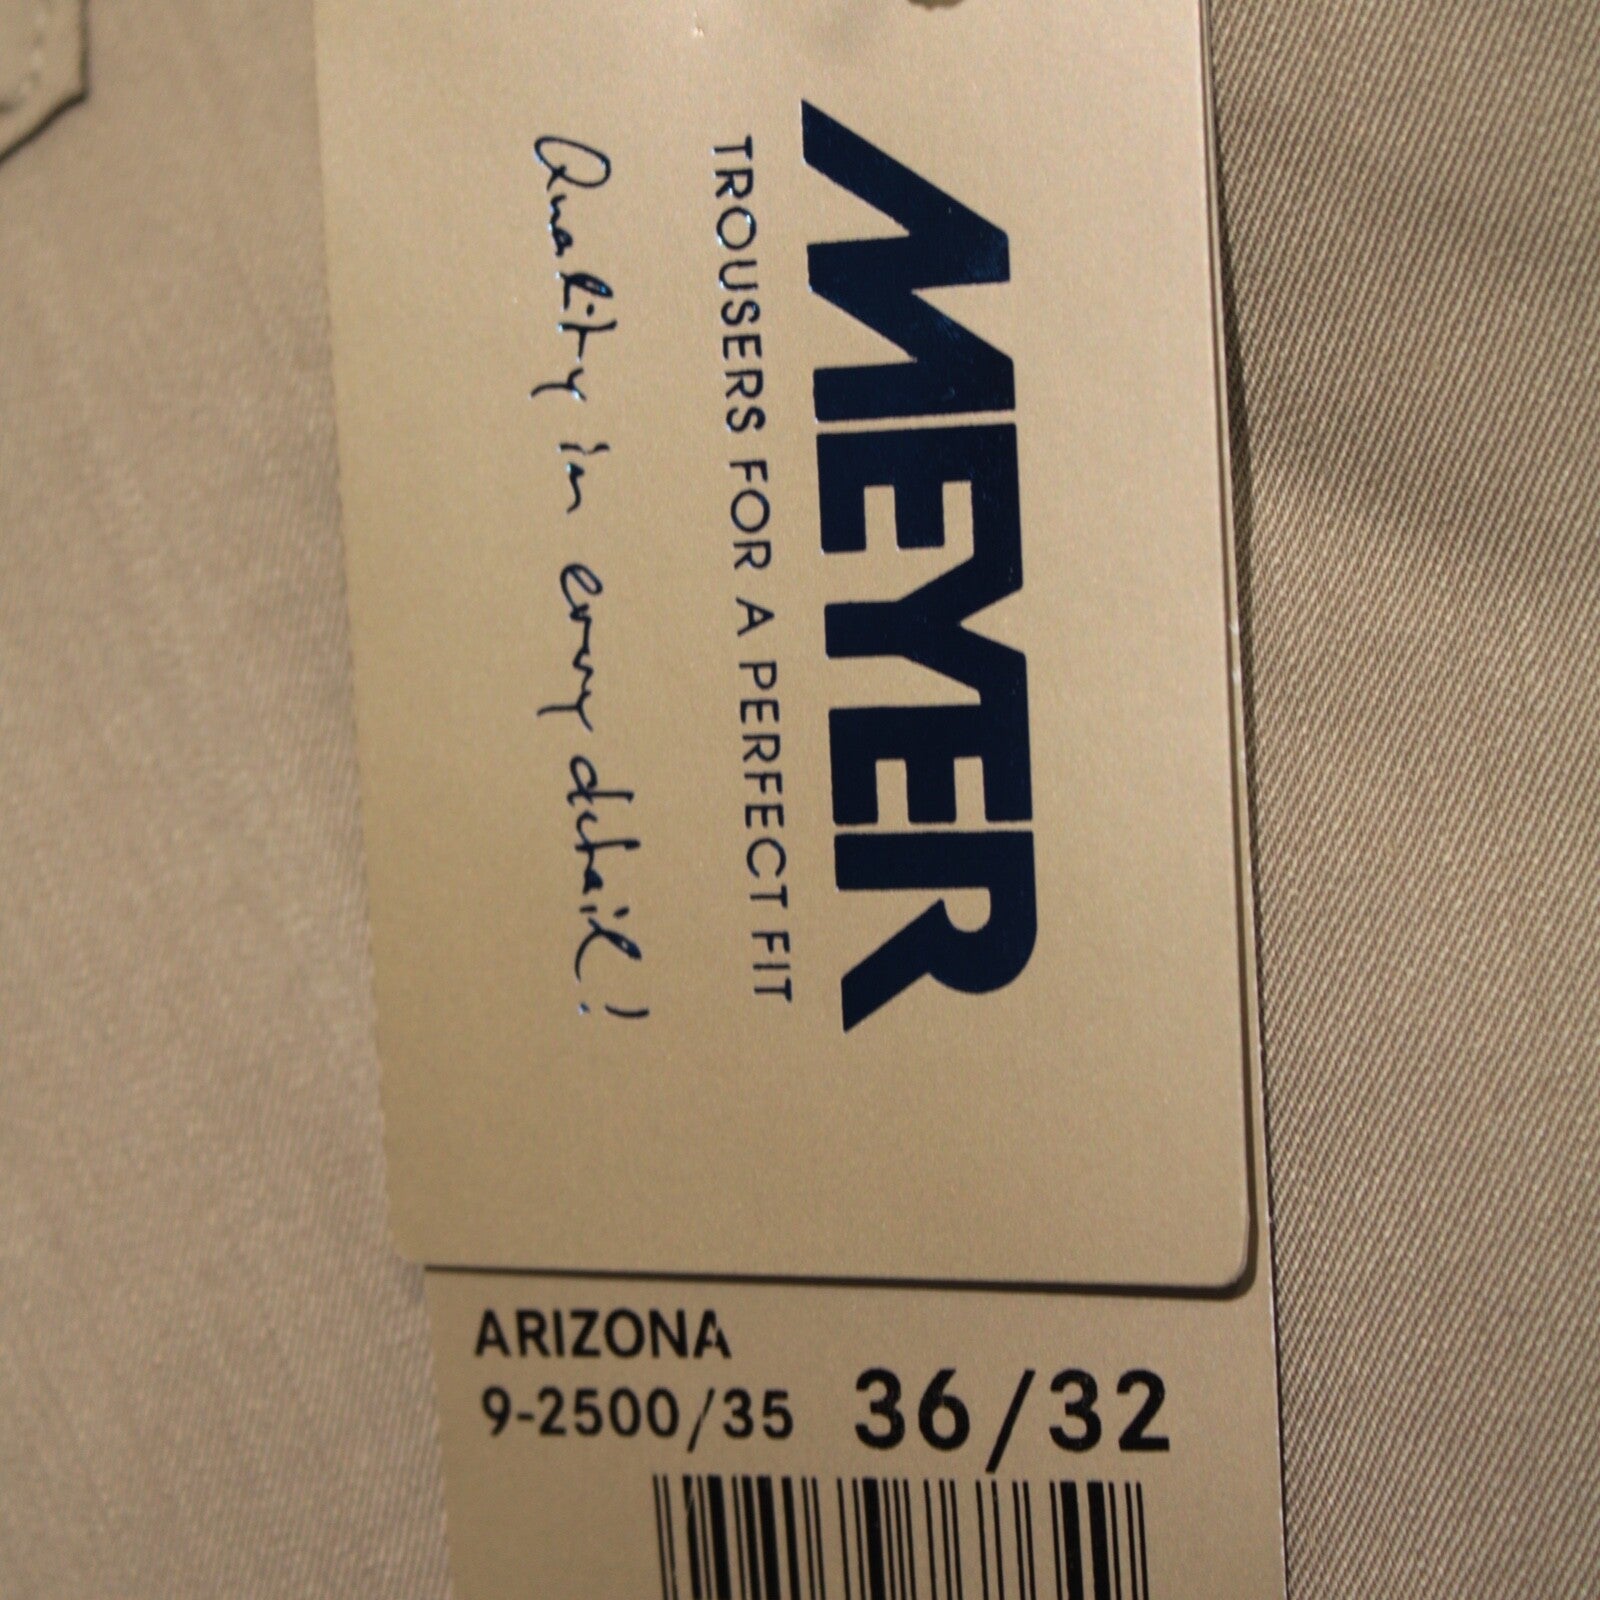 MEYER
TROUSERS FOR A PERFECT FIT
Quality in every detail!
ARIZONA
9-2500/35 36/32